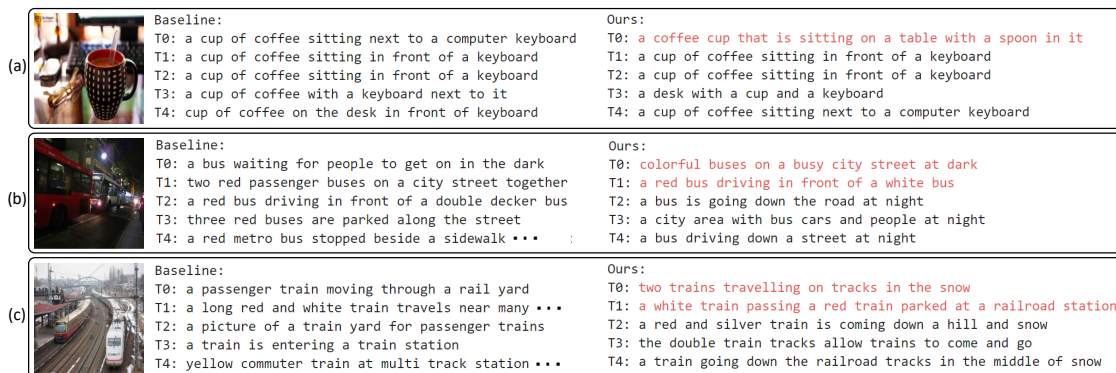 (a)
Baseline:
T0: a cup of coffee sitting next to a computer keyboard
T1: a cup of coffee sitting in front of a keyboard
T2: a cup of coffee sitting in front of a keyboard
T3: a cup of coffee with a keyboard next to it
T4: cup of coffee on the desk in front of keyboard
Ours:
T0: a coffee cup that is sitting on a table with a spoon in it
T1: a cup of coffee sitting in front of a keyboard
T2: a cup of coffee sitting in front of a keyboard
T3: a desk with a cup and a keyboard
T4: a cup of coffee sitting next to a computer keyboard
(b)
Baseline:
T0: a bus waiting for people to get on in the dark
T1: two red passenger buses on a city street together
T2: a red bus driving in front of a double decker bus
T3: three red buses are parked along the street
T4: a red metro bus stopped beside a sidewalk ...
Ours:
T0: colorful buses on a busy city street at dark
T1: a red bus driving in front of a white bus
T2: a bus is going down the road at night
T3: a city area with bus cars and people at night
T4: a bus driving down a street at night
(c)
Baseline:
T0: a passenger train moving through a rail yard
T1: a long red and white train travels near many ...
T2: a picture of a train yard for passenger trains
T3: a train is entering a train station
T4: yellow commuter train at multi track station ...
Ours:
T0: two trains travelling on tracks in the snow
T1: a white train passing a red train parked at a railroad station
T2: a red and silver train is coming down a hill and snow
T3: the double train tracks allow trains to come and go
T4: a train going down the railroad tracks in the middle of snow